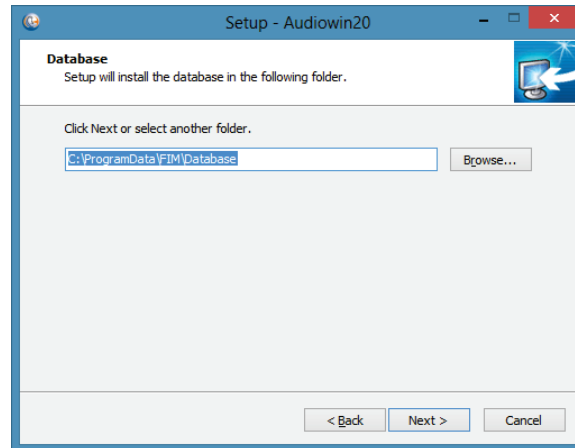 Setup - Audiowin20
Database
Setup will install the database in the following folder.
Click Next or select another folder.
C:\ProgramData\FIM\Database
Browse...
< Back
Next >
Cancel